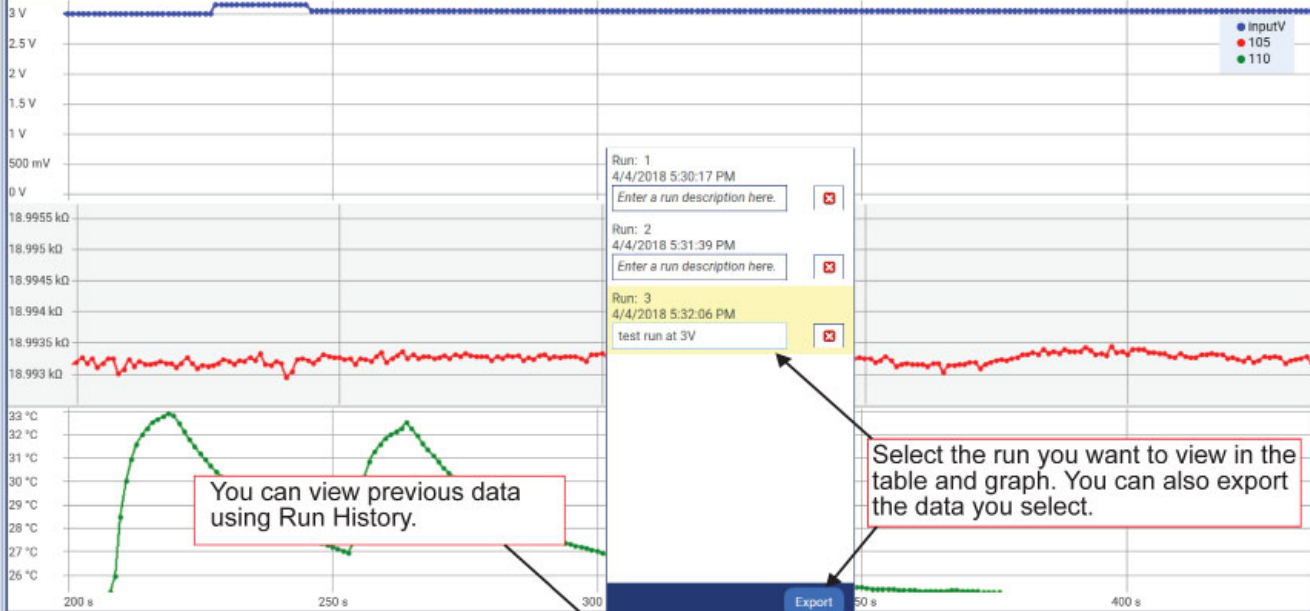 3 V
2.5 V
2 V
1.5 V
1 V
500 mV
0 V
inputV
105
110
18.9955 kΩ
18.995 kΩ
18.9945 kΩ
18.994 kΩ
18.9935 kΩ
18.993 kΩ
33 °C
32 °C
31 °C
30 °C
29 °C
28 °C
27 °C
26 °C
200 s
250 s
300
50 s
400 s
Run: 1
4/4/2018 5:30:17 PM
Enter a run description here.
Run: 2
4/4/2018 5:31:39 PM
Enter a run description here.
Run: 3
4/4/2018 5:32:06 PM
test run at 3V
Export
You can view previous data
using Run History.
Select the run you want to view in the
table and graph. You can also export
the data you select.